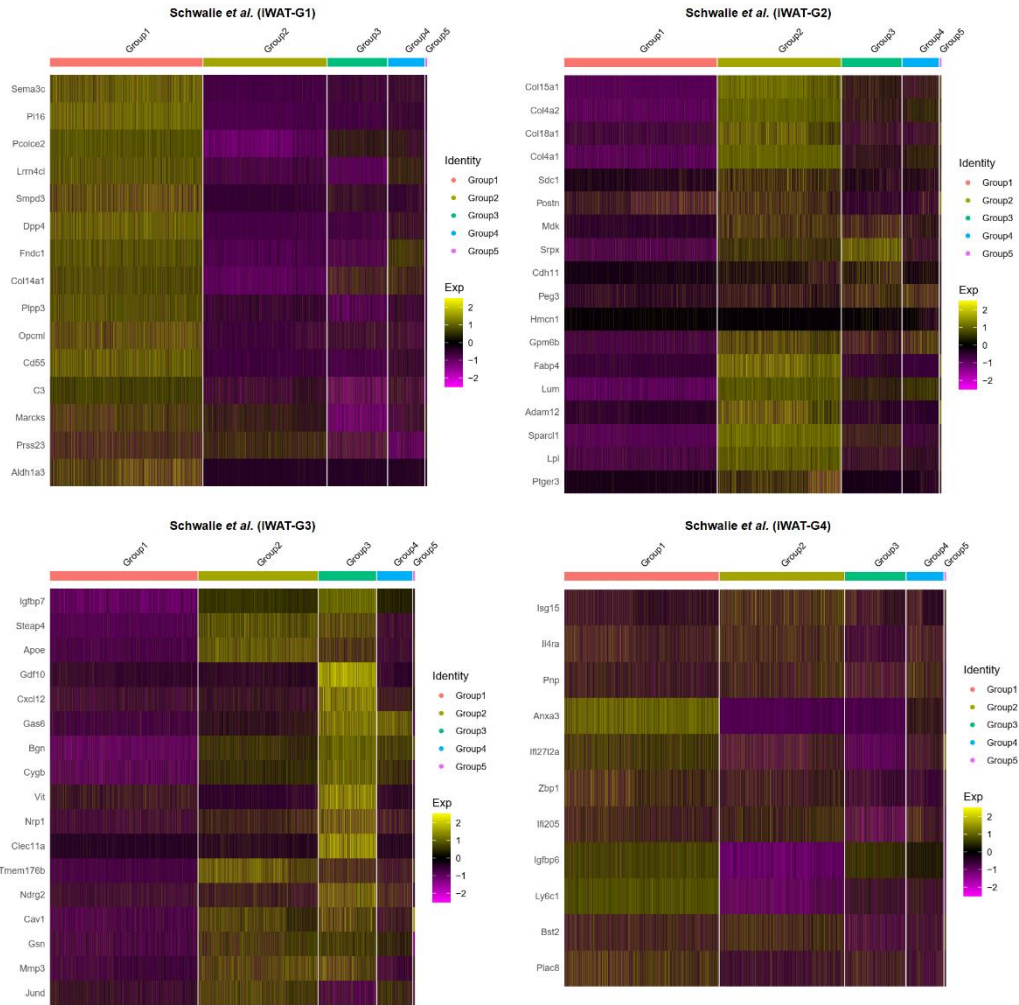 Schwalie et al. (iWAT-G1)
Group1
Group2
Group3
Group4
Group5
Sema3c
Pi16
Pcolce2
Lrrn4cl
Smpd3
Dpp4
Fndc1
Col14a1
Plpp3
Opcml
Cd55
C3
Marcks
Prss23
Aldh1a3
Identity
Group1
Group2
Group3
Group4
Group5
Exp
2
1
0
−1
−2
Schwalie et al. (iWAT-G2)
Group1
Group2
Group3
Group4
Group5
Col15a1
Col4a2
Col18a1
Col4a1
Sdc1
Postn
Mdk
Srpx
Cdh11
Peg3
Hmcn1
Gpm6b
Fabp4
Lum
Adam12
Sparcl1
Lpl
Ptger3
Identity
Group1
Group2
Group3
Group4
Group5
Exp
2
1
0
−1
−2
Schwalie et al. (iWAT-G3)
Group1
Group2
Group3
Group4
Group5
Igfbp7
Steap4
Apoe
Gdf10
Cxcl12
Gas6
Bgn
Cygb
Vit
Nrp1
Clec11a
Tmem176b
Ndrg2
Cav1
Gsn
Mmp3
Jund
Identity
Group1
Group2
Group3
Group4
Group5
Exp
2
1
0
−1
−2
Schwalie et al. (iWAT-G4)
Group1
Group2
Group3
Group4
Group5
Isg15
Il4ra
Pnp
Anxa3
Ifi27l2a
Zbp1
Ifi205
Igfbp6
Ly6c1
Bst2
Plac8
Identity
Group1
Group2
Group3
Group4
Group5
Exp
2
1
0
−1
−2